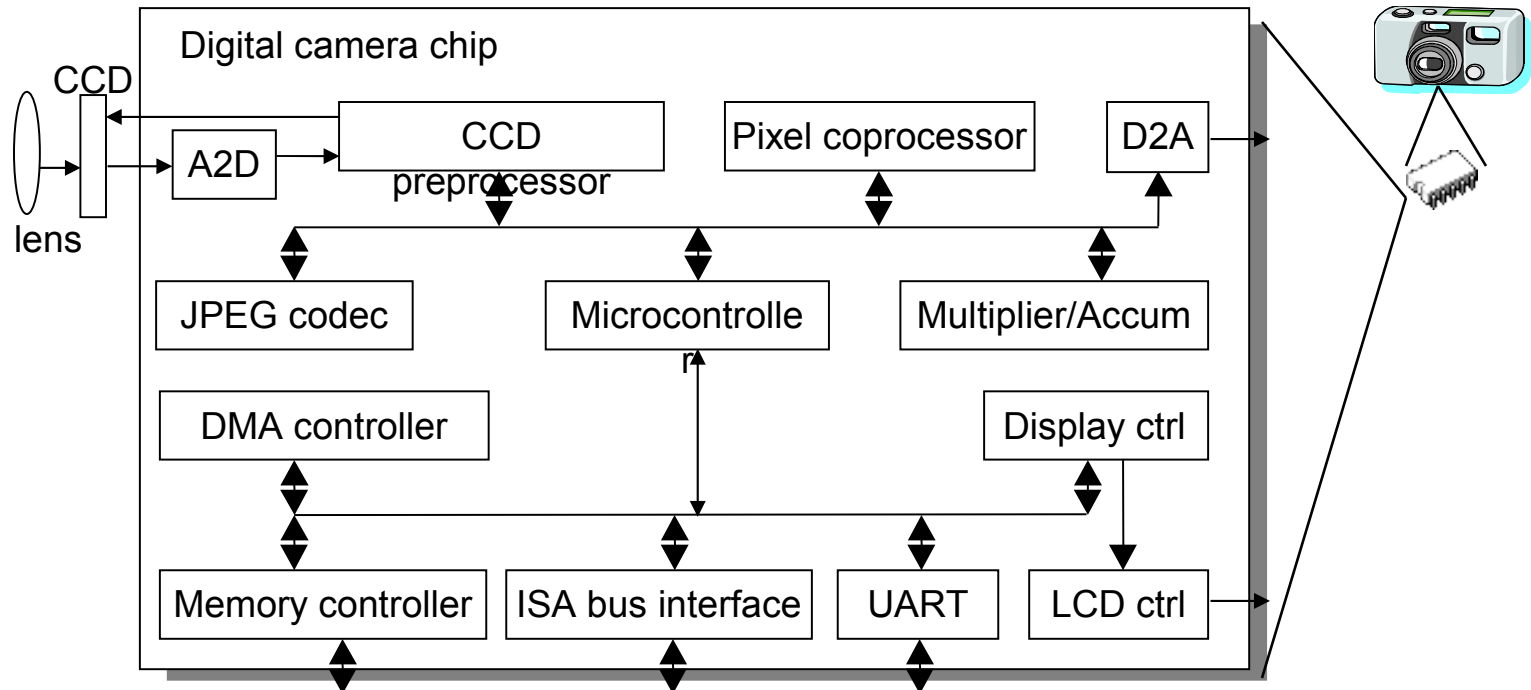 Digital camera chip
CCD
lens
A2D
CCD
preprocessor
Pixel coprocessor
D2A
JPEG codec
Microcontrolle
r
Multiplier/Accum
DMA controller
Display ctrl
Memory controller
ISA bus interface
UART
LCD ctrl